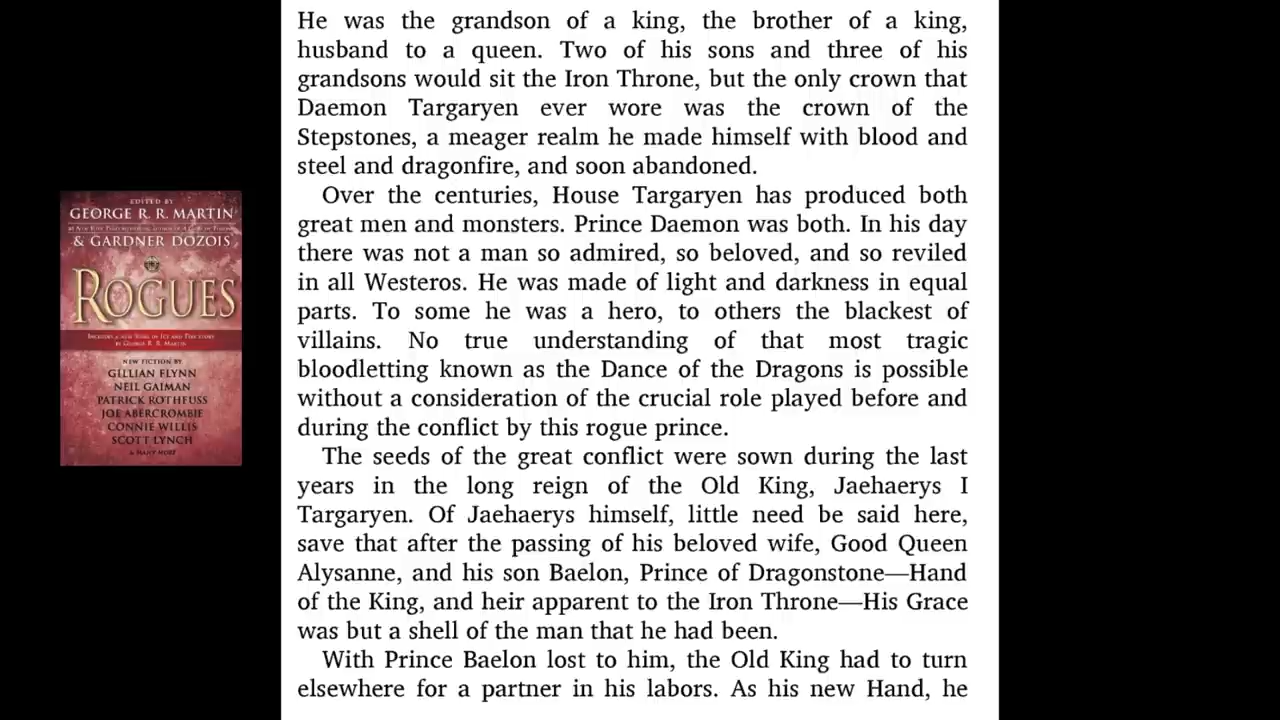 EDITED BY
GEORGE R. R. MARTIN
& GARDNER DOZOIS
ROGUES
NEW FICTION BY
GILLIAN FLYNN
NEIL GAIMAN
PATRICK ROTHFUSS
JOE ABERCROMBIE
CONNIE WILLIS
SCOTT LYNCH
& MANY MORE
He was the grandson of a king, the brother of a king,
husband to a queen. Two of his sons and three of his
grandsons would sit the Iron Throne, but the only crown that
Daemon Targaryen ever wore was the crown of the
Stepstones, a meager realm he made himself with blood and
steel and dragonfire, and soon abandoned.
Over the centuries, House Targaryen has produced both
great men and monsters. Prince Daemon was both. In his day
there was not a man so admired, so beloved, and so reviled
in all Westeros. He was made of light and darkness in equal
parts. To some he was a hero, to others the blackest of
villains. No true understanding of that most tragic
bloodletting known as the Dance of the Dragons is possible
without a consideration of the crucial role played before and
during the conflict by this rogue prince.
The seeds of the great conflict were sown during the last
years in the long reign of the Old King, Jaehaerys I
Targaryen. Of Jaehaerys himself, little need be said here,
save that after the passing of his beloved wife, Good Queen
Alysanne, and his son Baelon, Prince of Dragonstone—Hand
of the King, and heir apparent to the Iron Throne—His Grace
was but a shell of the man that he had been.
With Prince Baelon lost to him, the Old King had to turn
elsewhere for a partner in his labors. As his new Hand, he